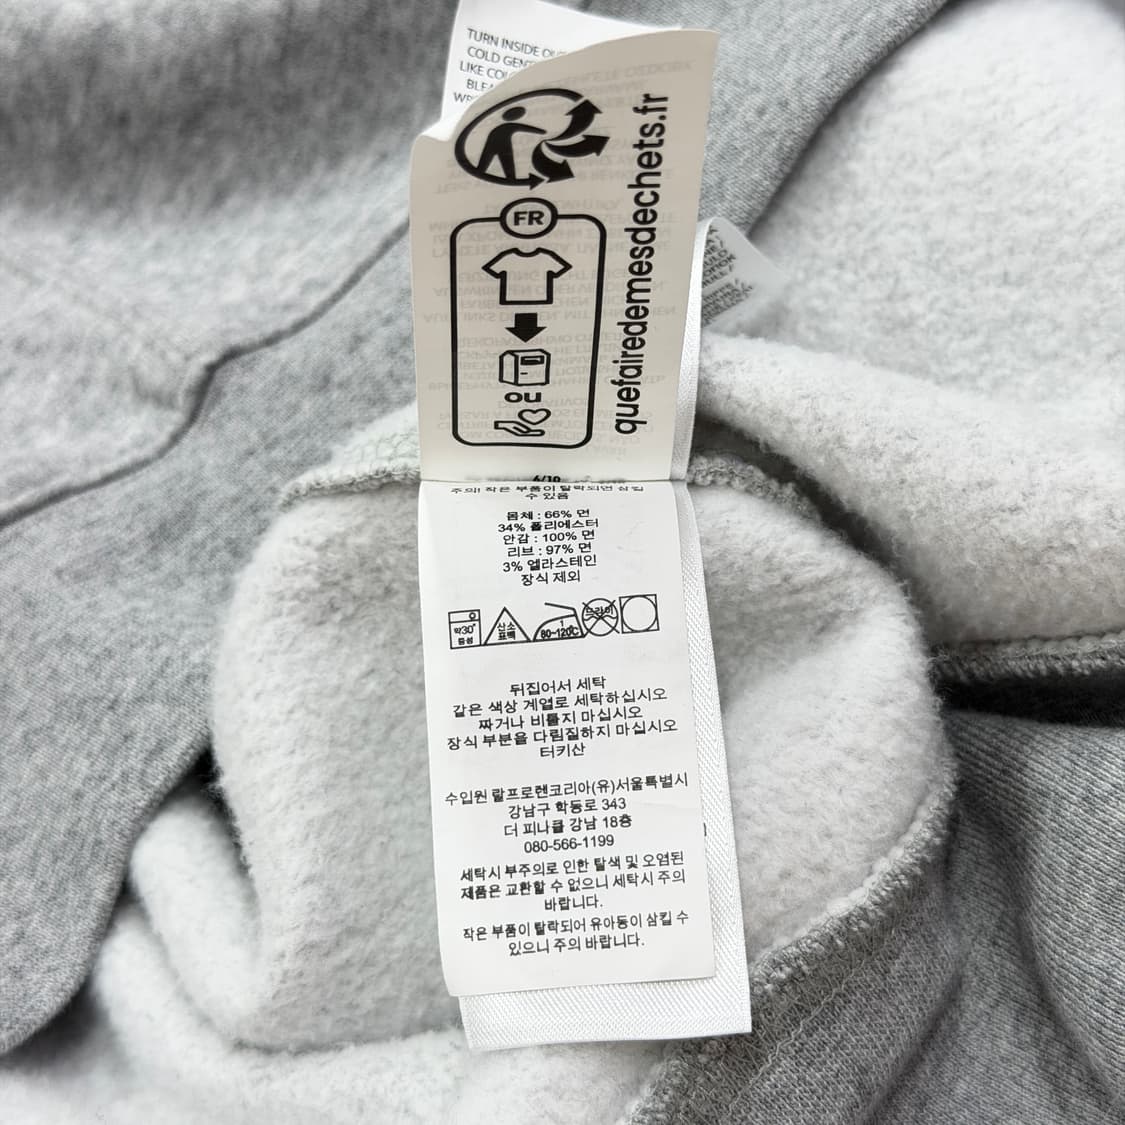 TURN INSIDE
COLD
LIKE
FR
OU
quefairedemesdechets.fr
주의! 작은 부품이 탈락되면 삼킬
수 있음
몸체 : 66% 면
34% 폴리에스터
안감 : 100% 면
리브 : 97% 면
3% 엘라스테인
장식 제외
약30°
중성
산소
표백
80~120℃
드라이
뒤집어서 세탁
같은 색상 계열로 세탁하십시오
짜거나 비틀지 마십시오
장식 부분을 다림질하지 마십시오
터키산
수입원 랄프로렌코리아(유)서울특별시
강남구 학동로 343
더 피나클 강남 18층
080-566-1199
세탁시 부주의로 인한 탈색 및 오염된
제품은 교환할 수 없으니 세탁시 주의
바랍니다.
작은 부품이 탈락되어 유아동이 삼킬 수
있으니 주의 바랍니다.